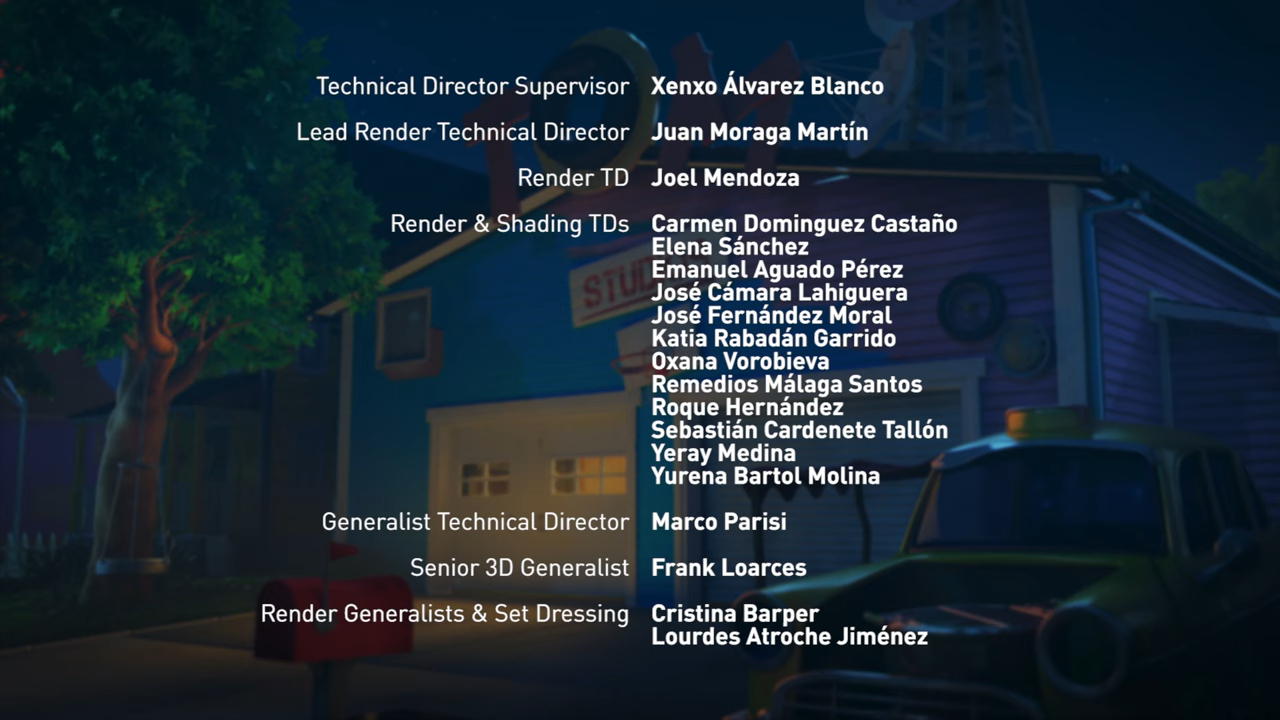 TOM
STUD
Technical Director Supervisor Xenxo Álvarez Blanco
Lead Render Technical Director Juan Moraga Martín
Render TD Joel Mendoza
Render & Shading TDs Carmen Dominguez Castaño
Elena Sánchez
Emanuel Aguado Pérez
José Cámara Lahiguera
José Fernández Moral
Katia Rabadán Garrido
Oxana Vorobieva
Remedios Málaga Santos
Roque Hernández
Sebastián Cardenete Tallón
Yeray Medina
Yurena Bartol Molina
Generalist Technical Director Marco Parisi
Senior 3D Generalist Frank Loarces
Render Generalists & Set Dressing Cristina Barper
Lourdes Atroche Jiménez